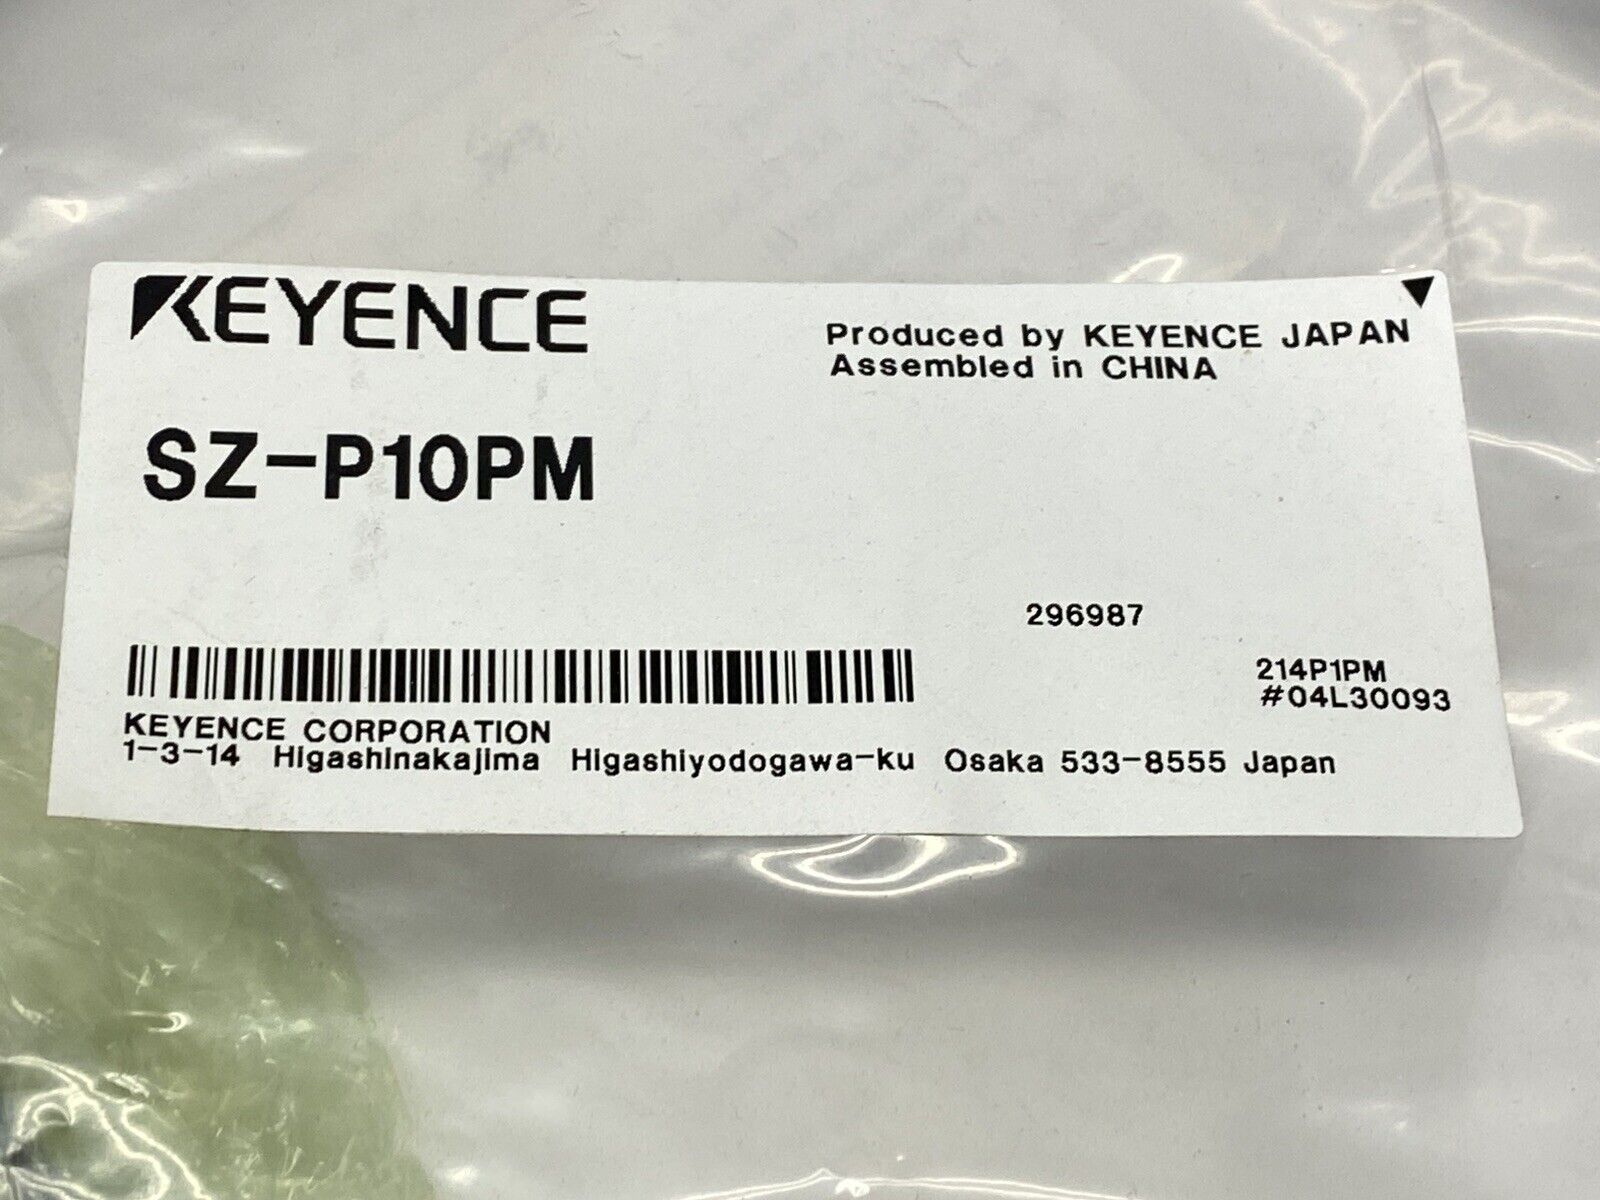 KEYENCE
Produced by KEYENCE JAPAN
Assembled in CHINA
SZ-P10PM
296987
214P1PM
#04L30093
KEYENCE CORPORATION
1-3-14 Higashinakajima Higashiyodogawa-ku Osaka 533-8555 Japan